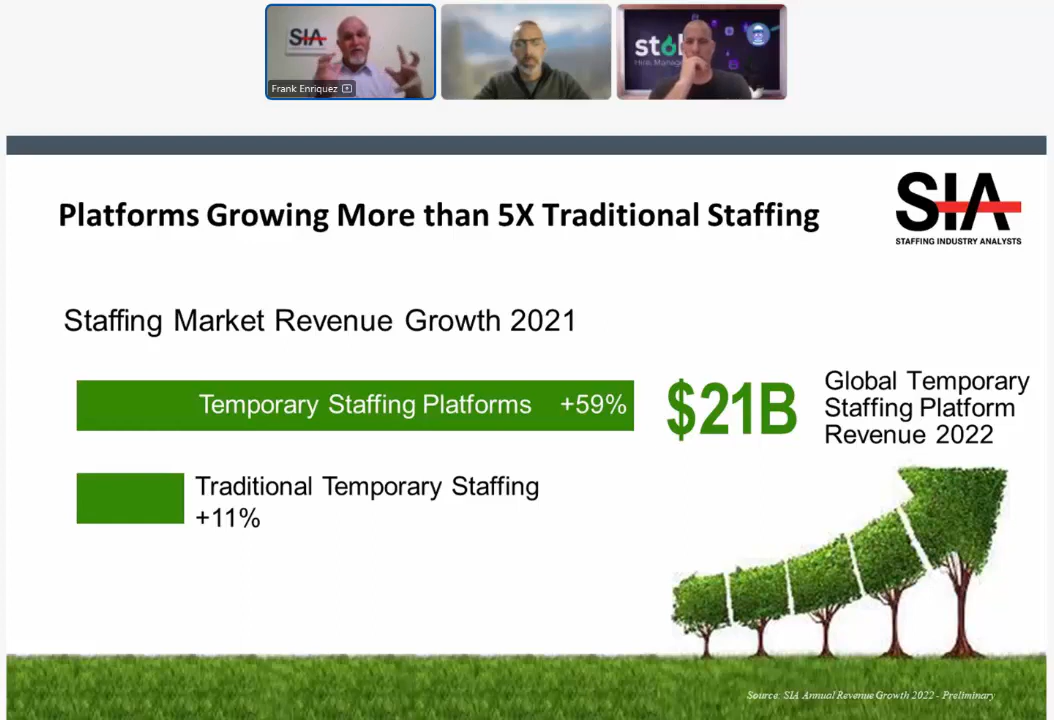 SIA
Frank Enriquez
Platforms Growing More than 5X Traditional Staffing
SIA
STAFFING INDUSTRY ANALYSTS
Staffing Market Revenue Growth 2021
Temporary Staffing Platforms +59%
$21B
Global Temporary
Staffing Platform
Revenue 2022
Traditional Temporary Staffing
+11%
Source: SIA Annual Revenue Growth 2022 - Preliminary